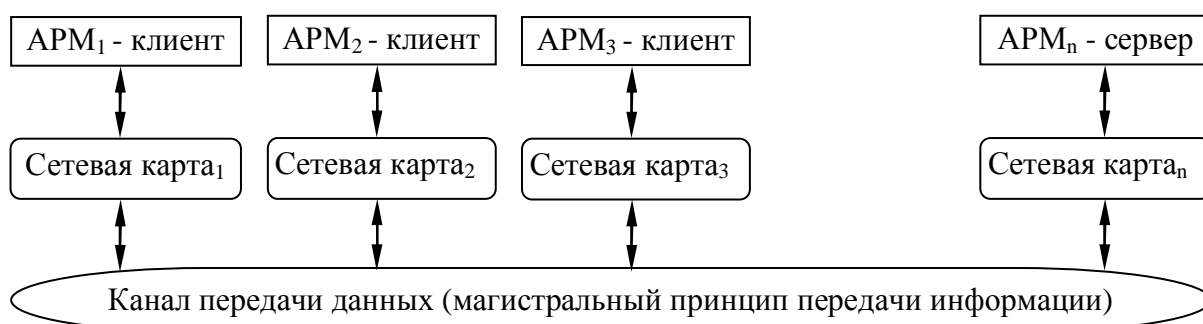 АРМ₁ - клиент
АРМ₂ - клиент
АРМ₃ - клиент
АРМₙ - сервер
Сетевая карта₁
Сетевая карта₂
Сетевая карта₃
Сетевая картаₙ
Канал передачи данных (магистральный принцип передачи информации)